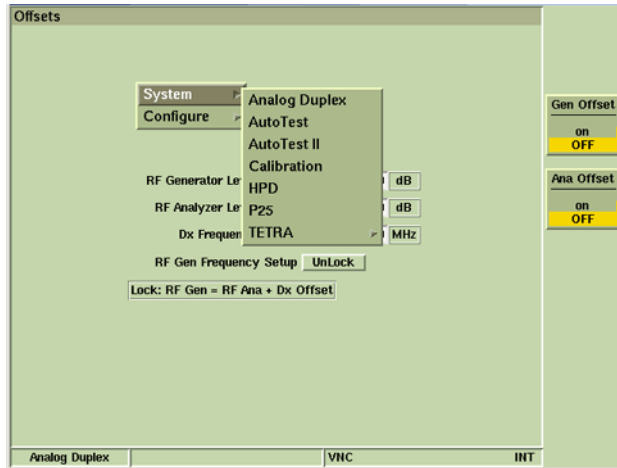 Offsets
System
Configure
Analog Duplex
AutoTest
AutoTest II
Calibration
HPD
P25
TETRA
RF Generator Le
dB
RF Analyzer Le
dB
Dx Frequen
MHz
RF Gen Frequency Setup UnLock
Lock: RF Gen = RF Ana + Dx Offset
Gen Offset
on
OFF
Ana Offset
on
OFF
Analog Duplex VNC INT